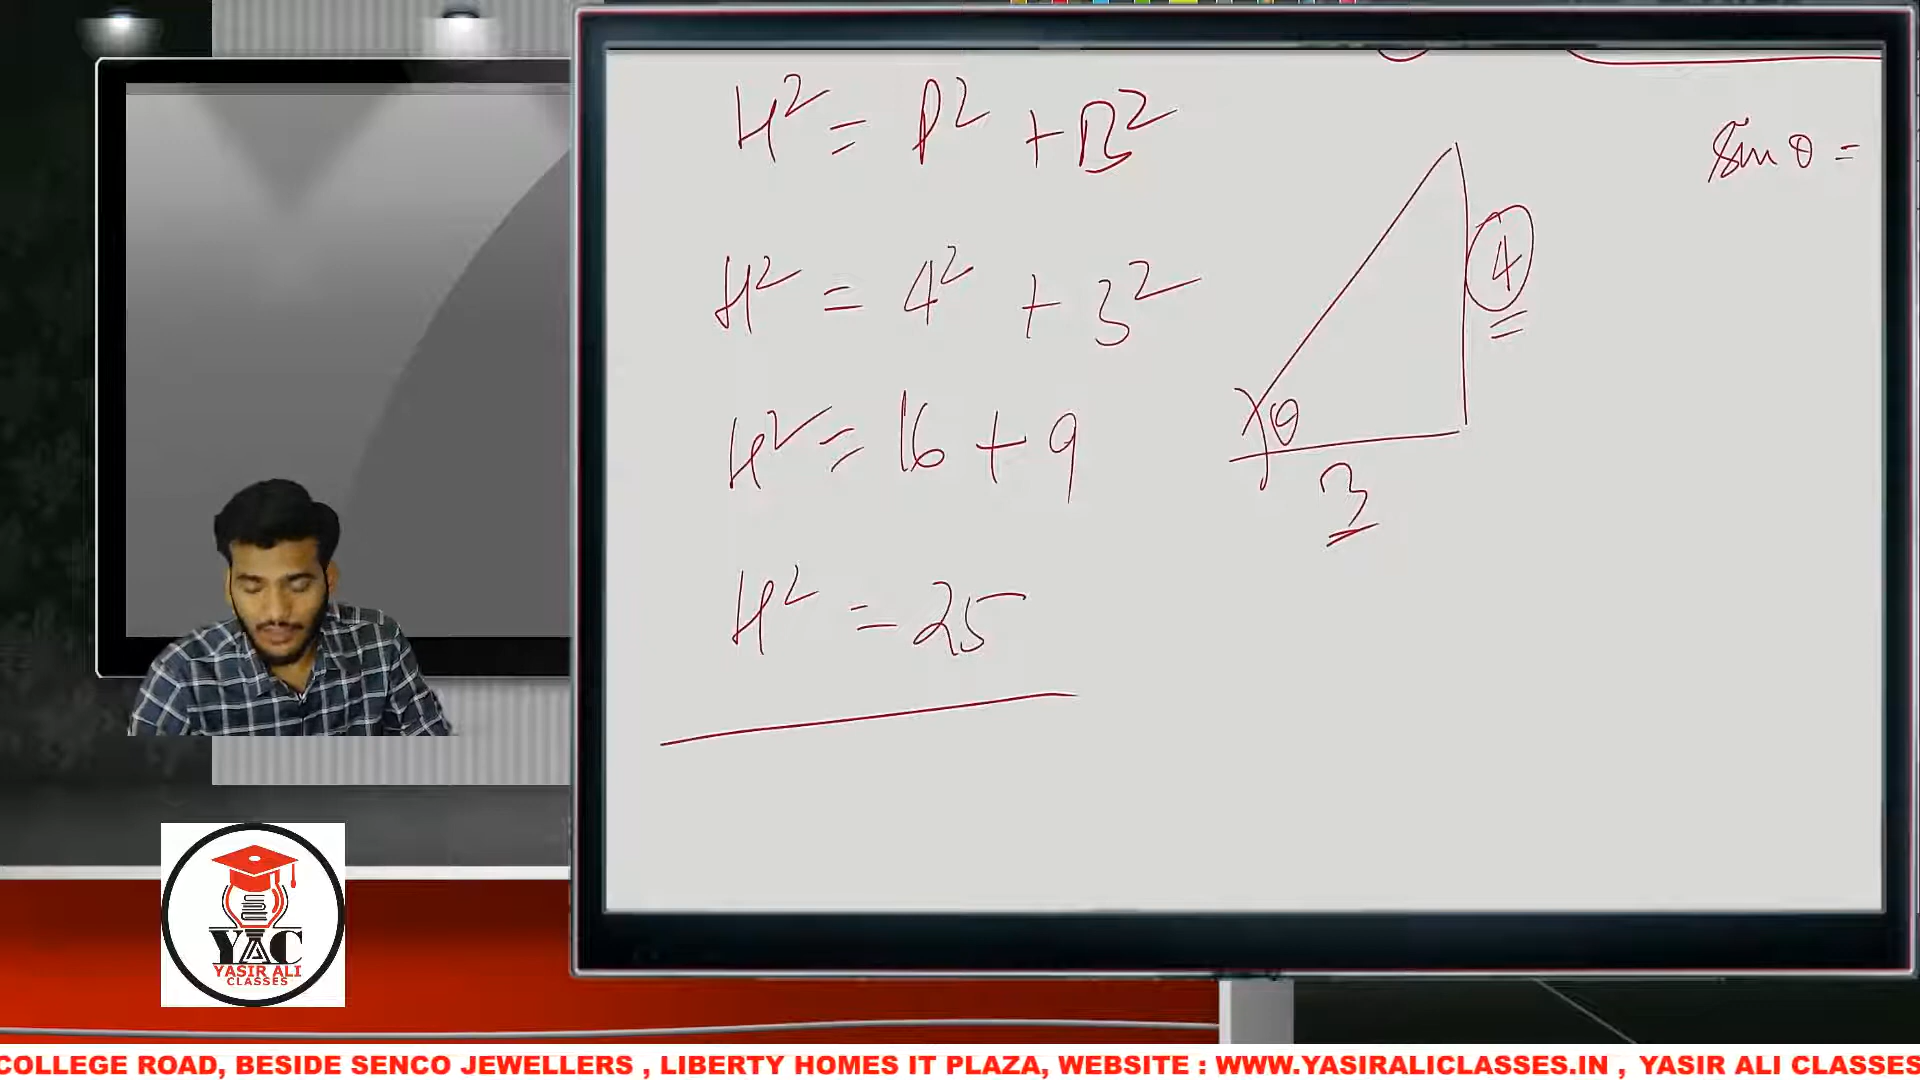 H² = P² + B²
sin θ =
H² = 4² + 3²
4
H² = 16 + 9
θ
3
H² = 25
YAC
YASIR ALI
CLASSES
COLLEGE ROAD, BESIDE SENCO JEWELLERS , LIBERTY HOMES IT PLAZA, WEBSITE : WWW.YASIRALICLASSES.IN , YASIR ALI CLASSES